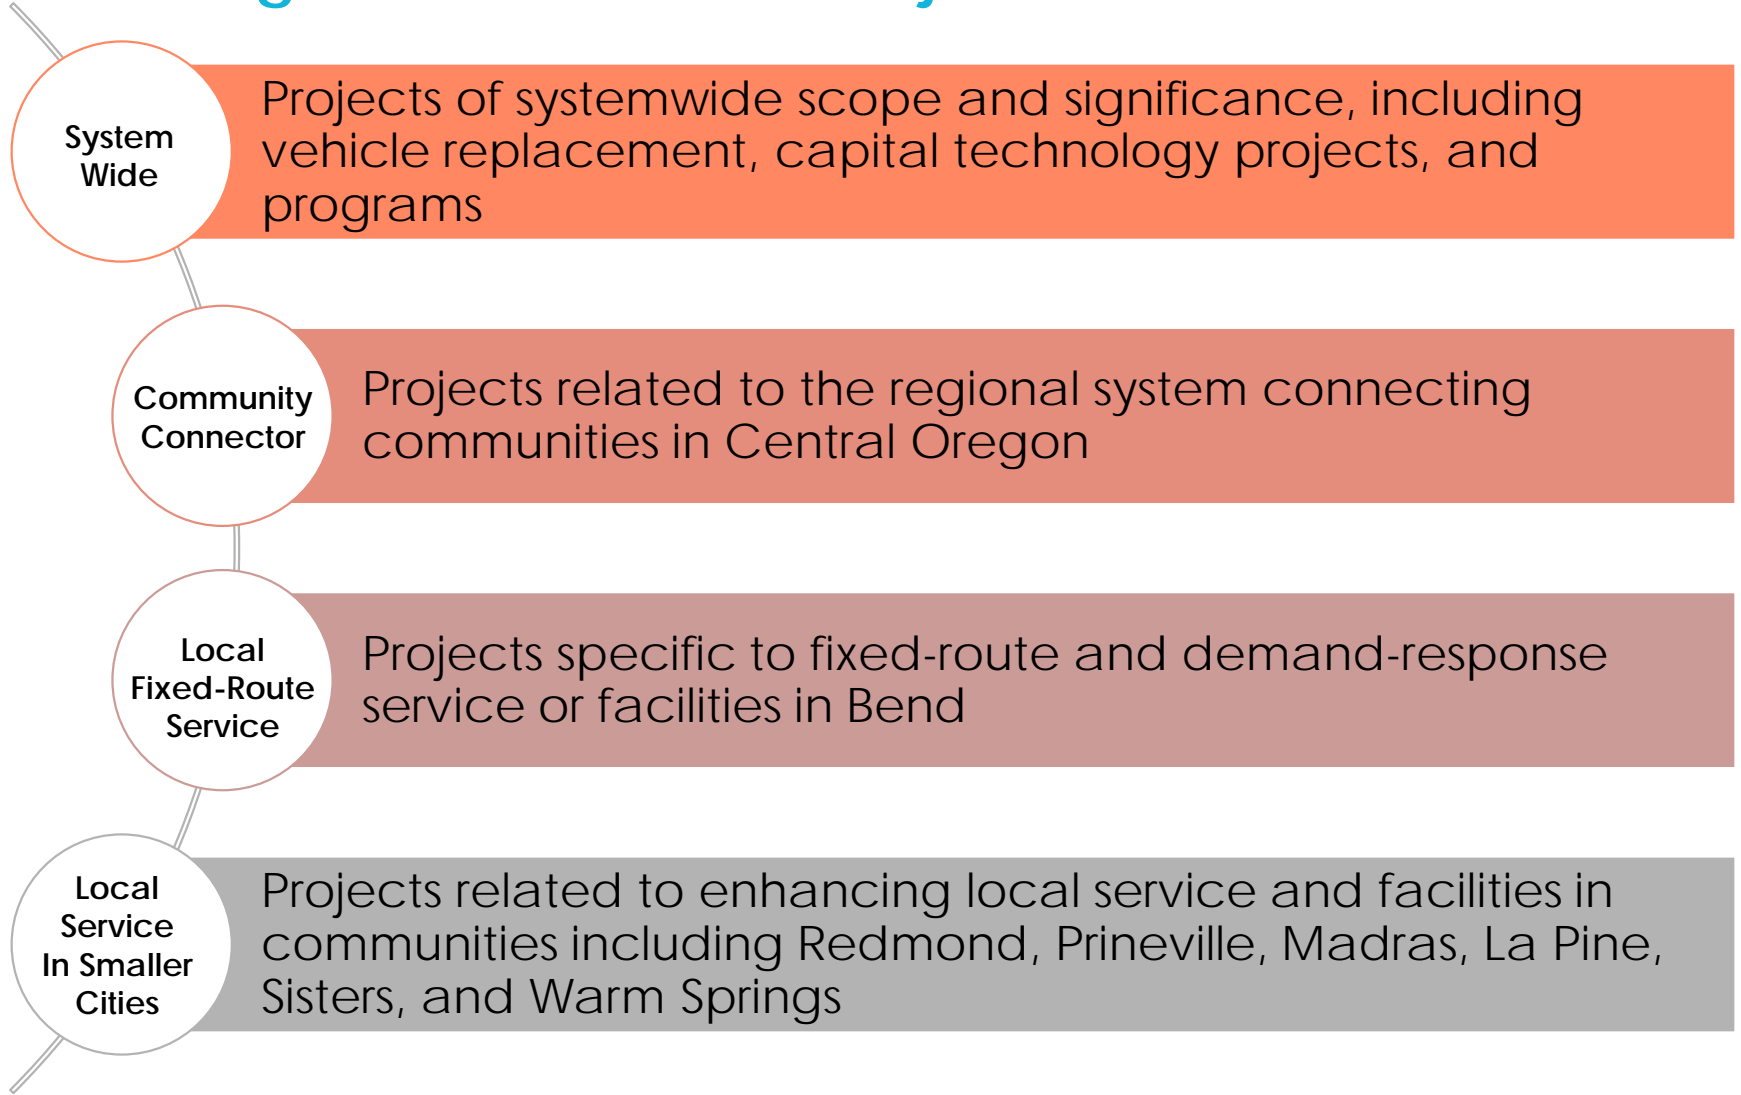 System
Wide
Projects of systemwide scope and significance, including
vehicle replacement, capital technology projects, and
programs
Community
Connector
Projects related to the regional system connecting
communities in Central Oregon
Local
Fixed-Route
Service
Projects specific to fixed-route and demand-response
service or facilities in Bend
Local
Service
In Smaller
Cities
Projects related to enhancing local service and facilities in
communities including Redmond, Prineville, Madras, La Pine,
Sisters, and Warm Springs